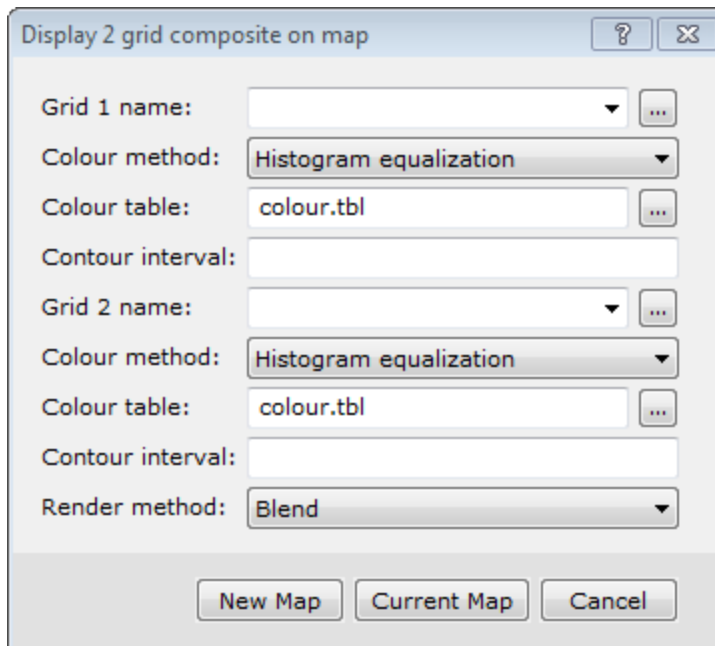 Display 2 grid composite on map
Grid 1 name:
...
Colour method: Histogram equalization
Colour table: colour.tbl ...
Contour interval:
Grid 2 name:
...
Colour method: Histogram equalization
Colour table: colour.tbl ...
Contour interval:
Render method: Blend
New Map Current Map Cancel